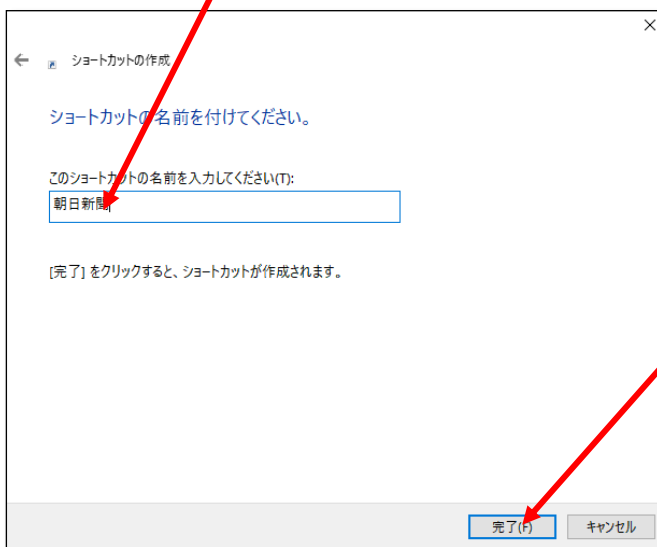 ショートカットの作成
ショートカットの名前を付けてください。
このショートカットの名前を入力してください(T):
朝日新聞
[完了] をクリックすると、ショートカットが作成されます。
完了(F)
キャンセル